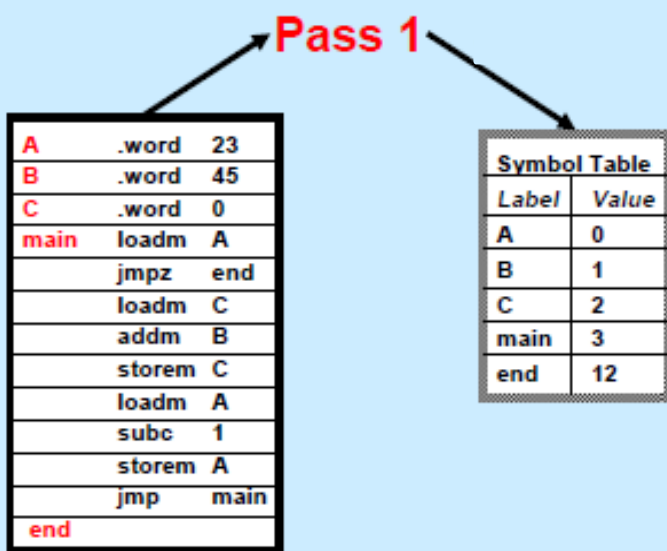 Pass 1
A .word 23
B .word 45
C .word 0
main loadm A
jmpz end
loadm C
addm B
storem C
loadm A
subc 1
storem A
jmp main
end
Symbol Table
Label Value
A 0
B 1
C 2
main 3
end 12